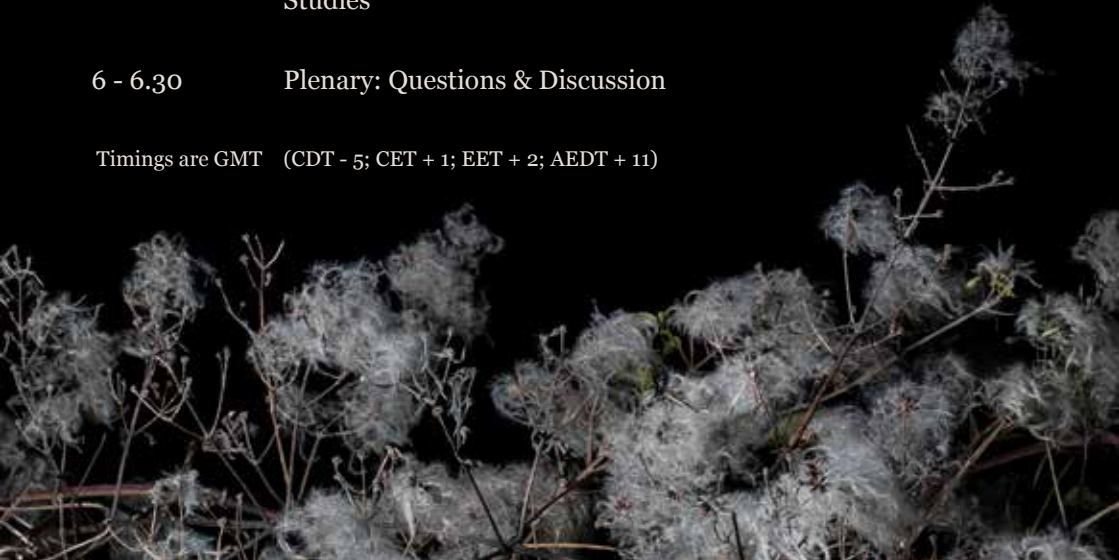 Studies
6 - 6.30 Plenary: Questions & Discussion
Timings are GMT (CDT - 5; CET + 1; EET + 2; AEDT + 11)